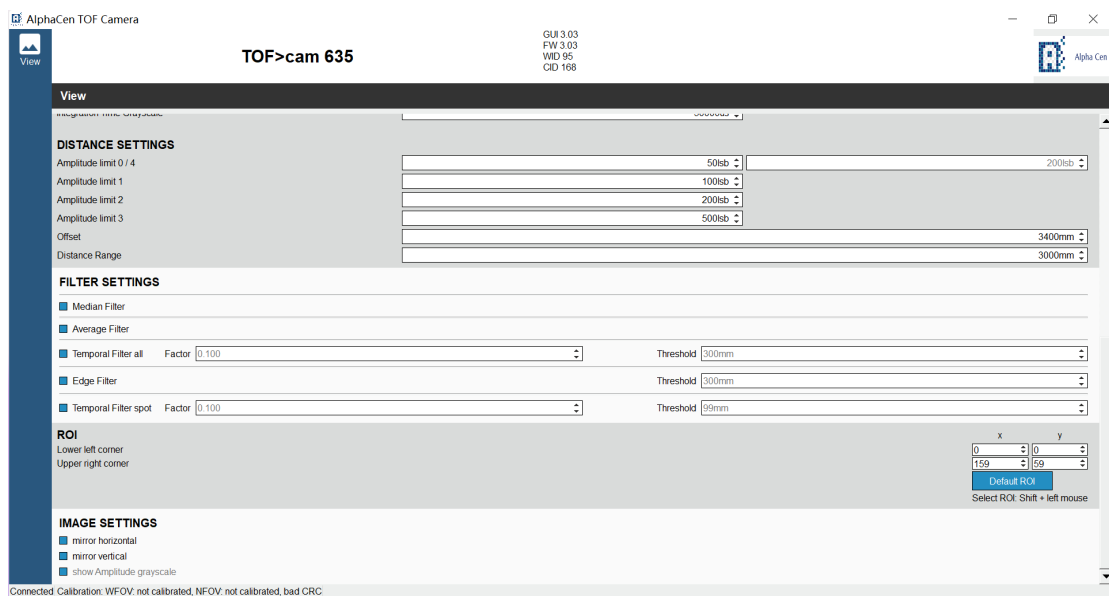 AlphaCen TOF Camera
View
TOF>cam 635
GUI 3.03
FW 3.03
WID 95
CID 168
Alpha Cen
View
Integration Time Grayscale
DISTANCE SETTINGS
Amplitude limit 0 / 4 50lsb 200lsb
Amplitude limit 1 100lsb
Amplitude limit 2 200lsb
Amplitude limit 3 500lsb
Offset 3400mm
Distance Range 3000mm
FILTER SETTINGS
Median Filter
Average Filter
Temporal Filter all Factor 0.100 Threshold 300mm
Edge Filter Threshold 300mm
Temporal Filter spot Factor 0.100 Threshold 99mm
ROI x y
Lower left corner 0 0
Upper right corner 159 59
Default ROI
Select ROI: Shift + left mouse
IMAGE SETTINGS
mirror horizontal
mirror vertical
show Amplitude grayscale
Connected Calibration: WFOV: not calibrated, NFOV: not calibrated, bad CRC